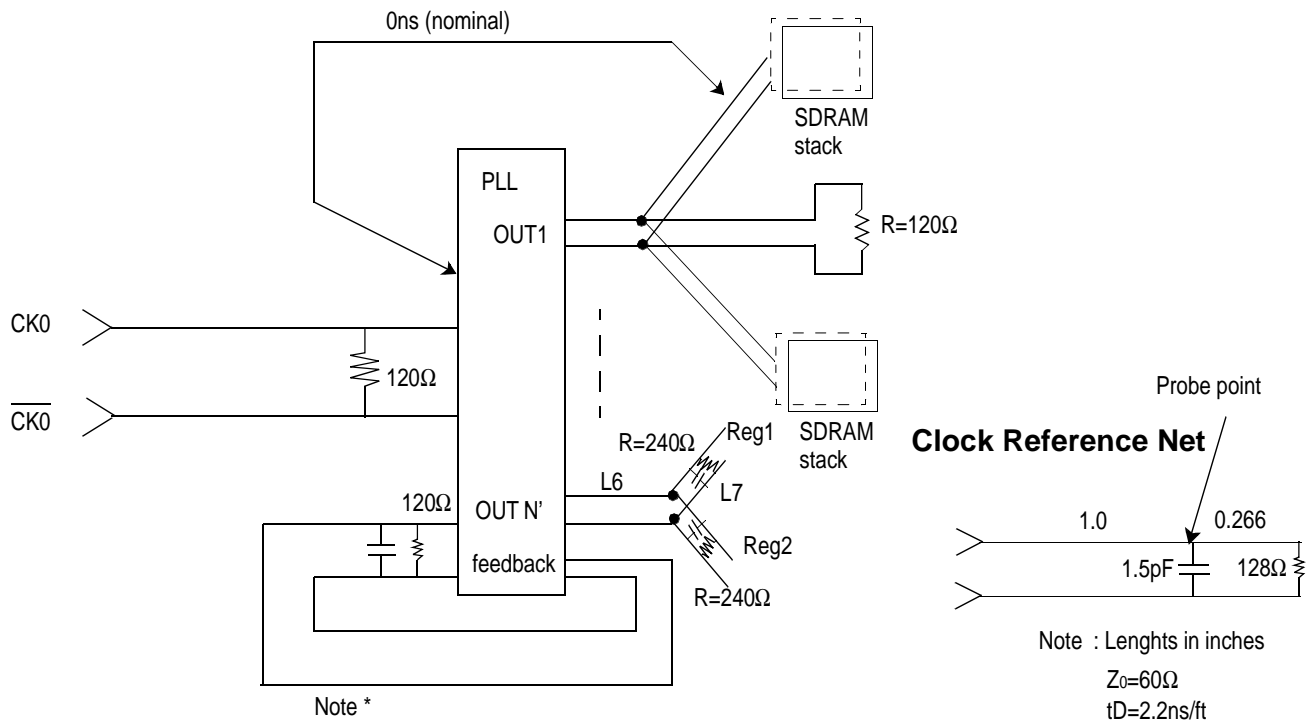 0ns (nominal)
SDRAM
stack
PLL
OUT1
R=120Ω
CK0
120Ω
CK0
SDRAM
stack
Reg1
R=240Ω
L6
L7
120Ω
OUT N’
Reg2
feedback
R=240Ω
Note *
Probe point
Clock Reference Net
1.0
0.266
1.5pF
128Ω
Note : Lenghts in inches
Z0=60Ω
tD=2.2ns/ft